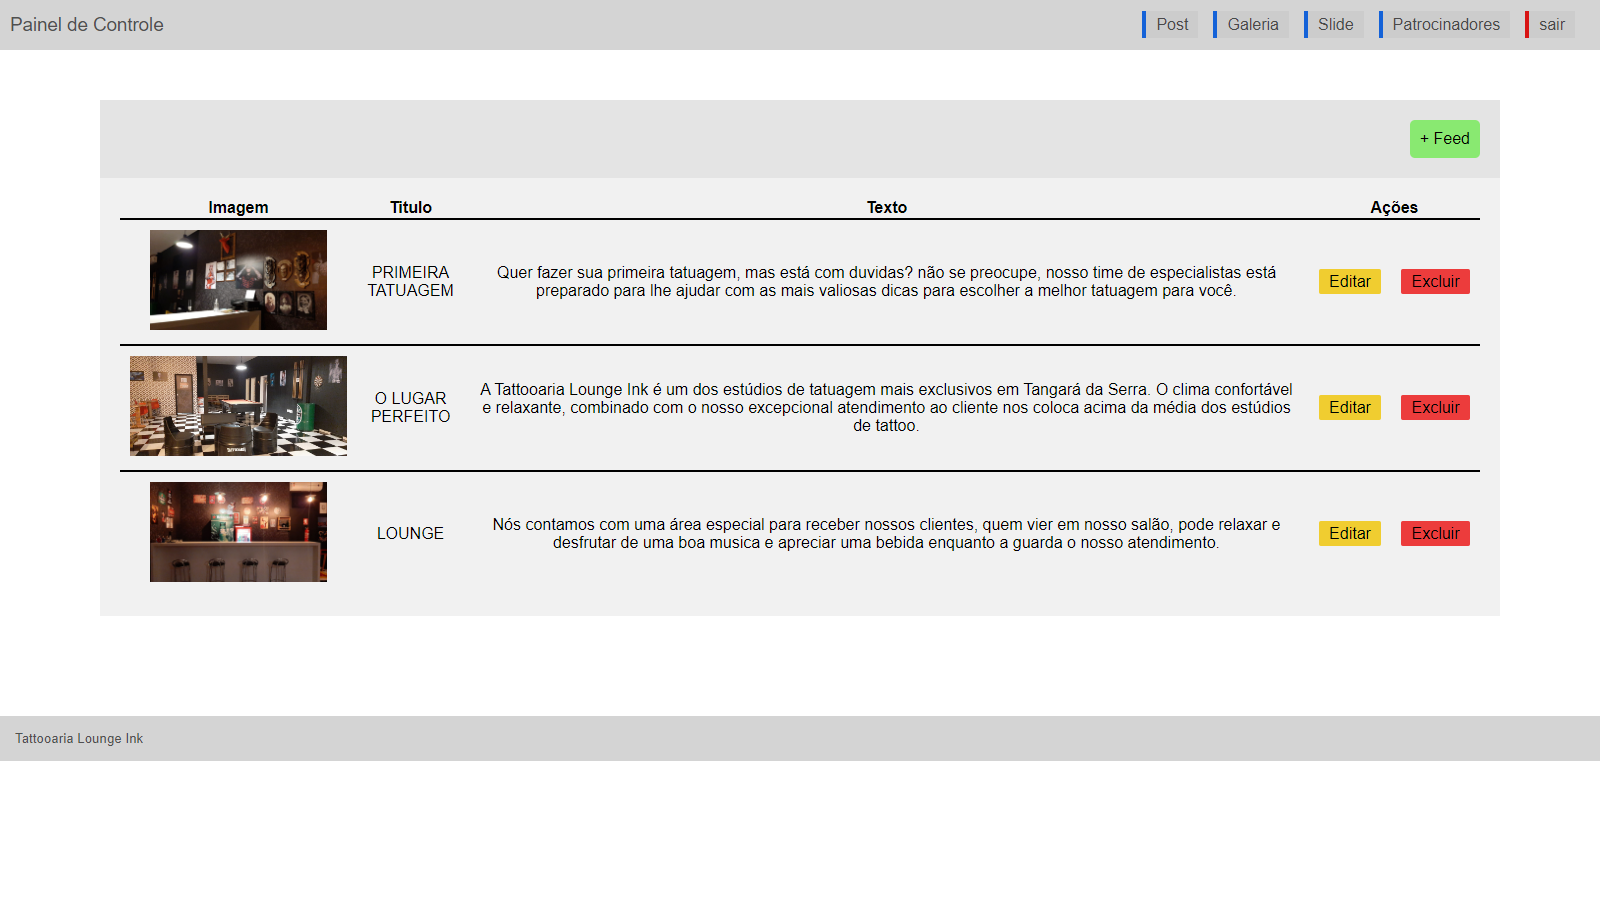 Painel de Controle
Post
Galeria
Slide
Patrocinadores
sair
+ Feed
Imagem
Titulo
Texto
Ações
PRIMEIRA
TATUAGEM
Quer fazer sua primeira tatuagem, mas está com duvidas? não se preocupe, nosso time de especialistas está
preparado para lhe ajudar com as mais valiosas dicas para escolher a melhor tatuagem para você.
Editar
Excluir
O LUGAR
PERFEITO
A Tattooaria Lounge Ink é um dos estúdios de tatuagem mais exclusivos em Tangará da Serra. O clima confortável
e relaxante, combinado com o nosso excepcional atendimento ao cliente nos coloca acima da média dos estúdios
de tattoo.
Editar
Excluir
LOUNGE
Nós contamos com uma área especial para receber nossos clientes, quem vier em nosso salão, pode relaxar e
desfrutar de uma boa musica e apreciar uma bebida enquanto a guarda o nosso atendimento.
Editar
Excluir
Tattooaria Lounge Ink